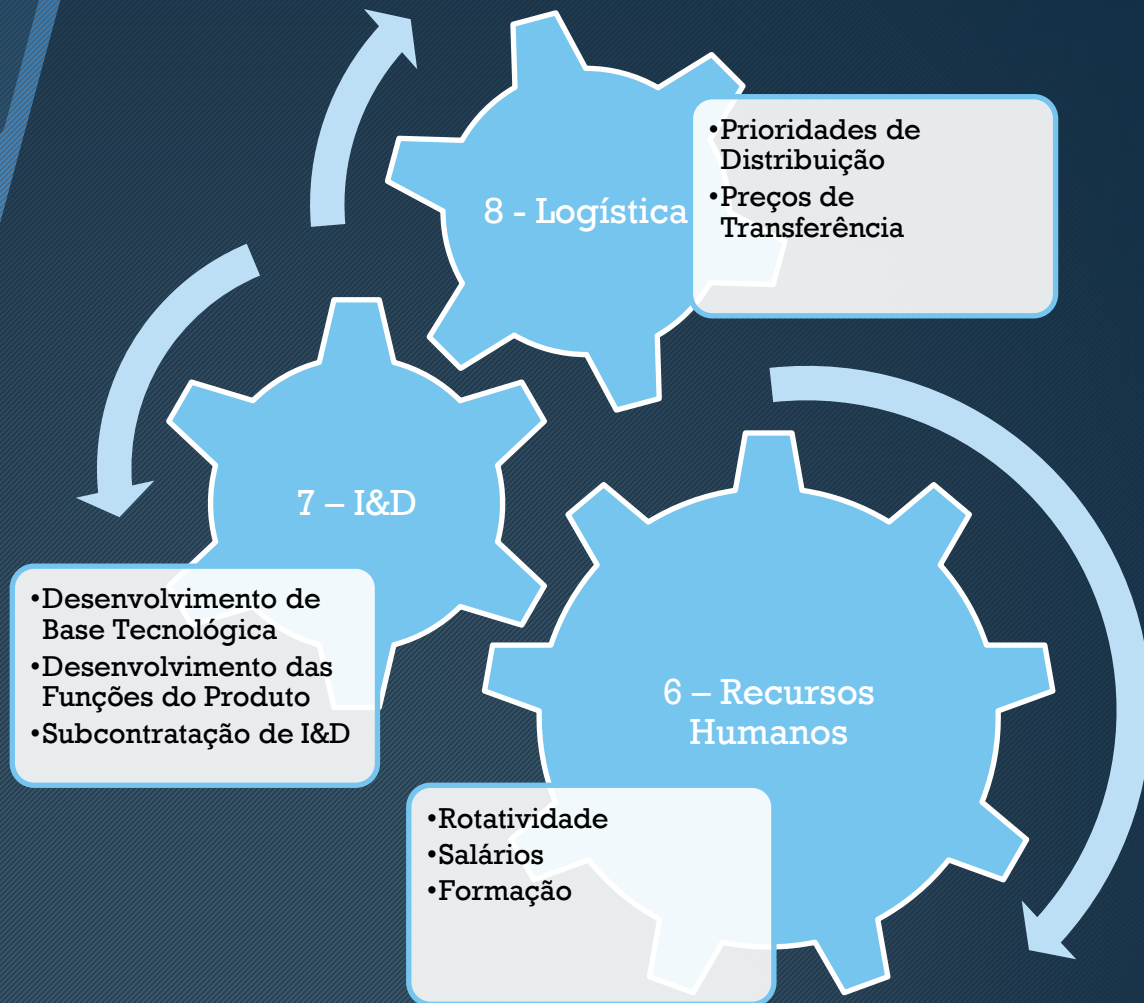 8 - Logística
•Prioridades de
Distribuição
•Preços de
Transferência
7 – I&D
•Desenvolvimento de
Base Tecnológica
•Desenvolvimento das
Funções do Produto
•Subcontratação de I&D
6 – Recursos
Humanos
•Rotatividade
•Salários
•Formação